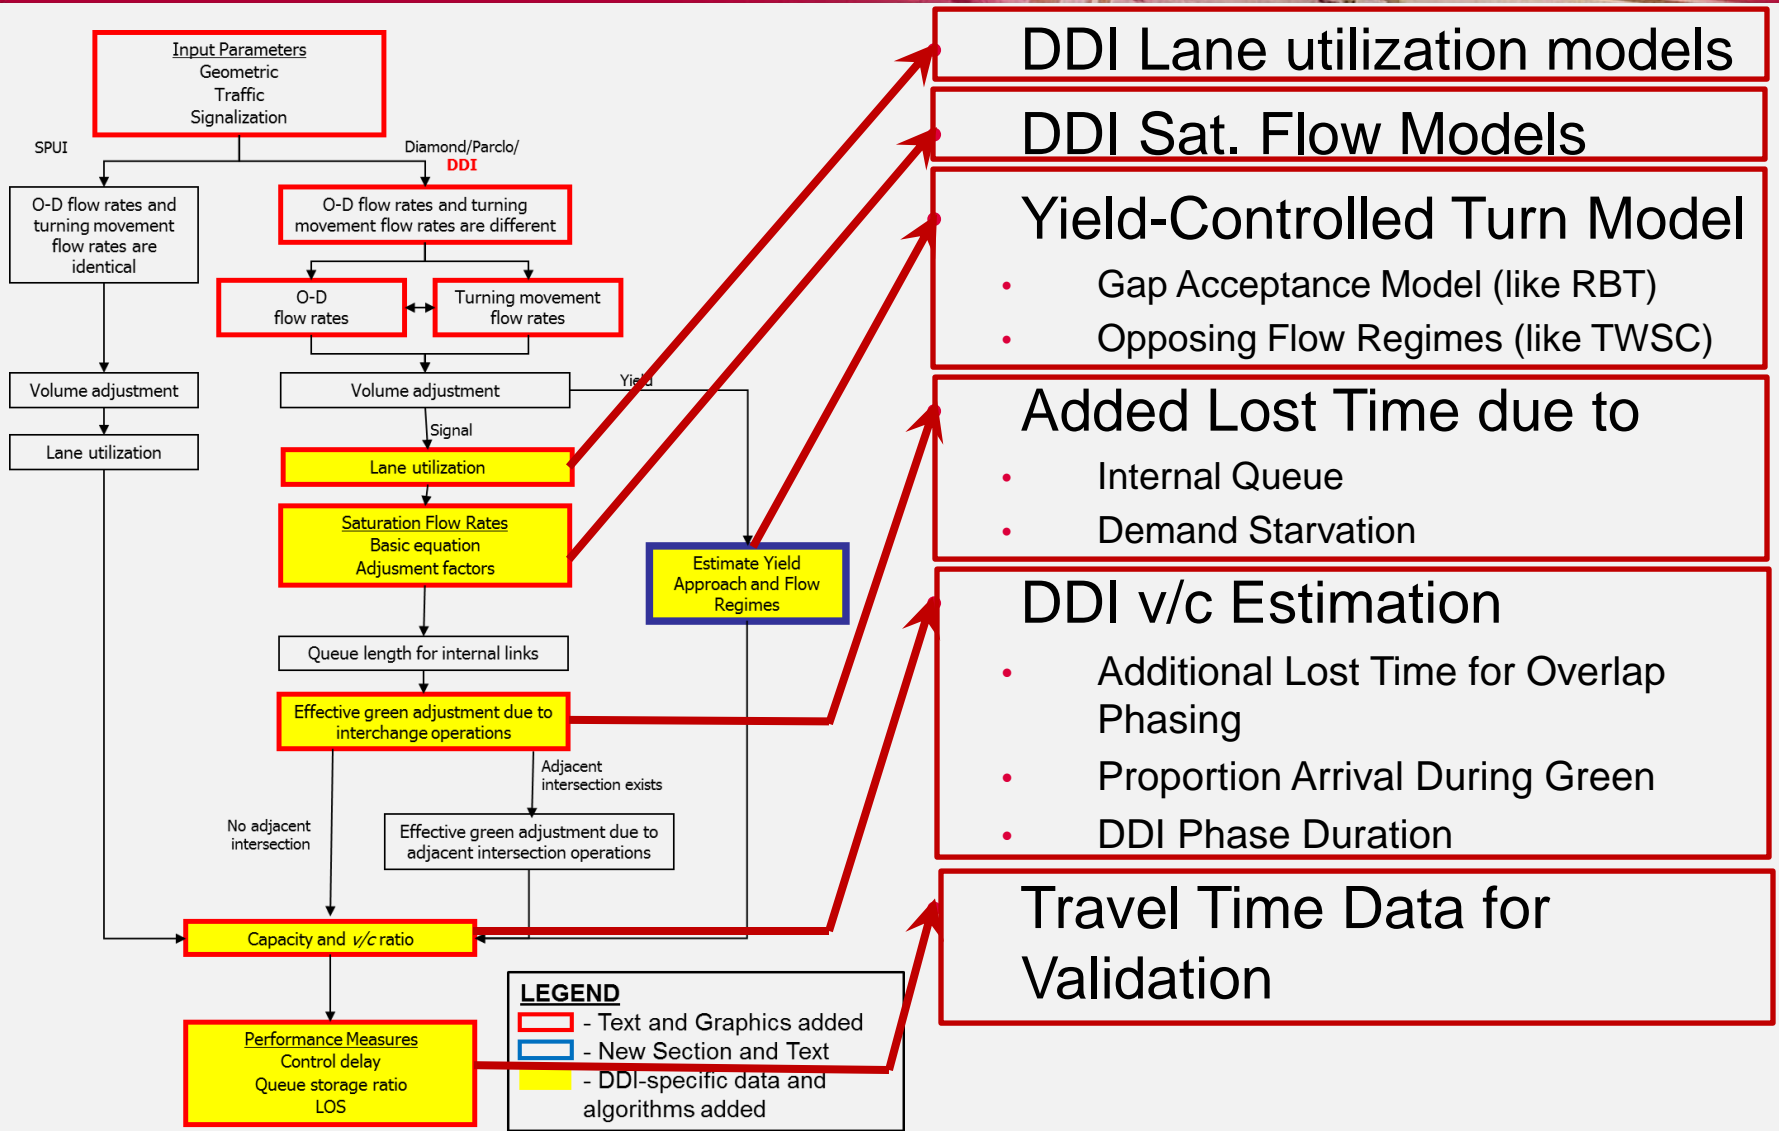 Input Parameters
Geometric
Traffic
Signalization
SPUI
Diamond/Parclo/
DDI
O-D flow rates and
turning movement
flow rates are
identical
O-D flow rates and turning
movement flow rates are different
O-D
flow rates
Turning movement
flow rates
Volume adjustment
Volume adjustment
Yield
Signal
Lane utilization
Lane utilization
Saturation Flow Rates
Basic equation
Adjusment factors
Estimate Yield
Approach and Flow
Regimes
Queue length for internal links
Effective green adjustment due to
interchange operations
Adjacent
intersection exists
No adjacent
intersection
Effective green adjustment due to
adjacent intersection operations
Capacity and v/c ratio
Performance Measures
Control delay
Queue storage ratio
LOS
LEGEND
- Text and Graphics added
- New Section and Text
- DDI-specific data and
algorithms added
DDI Lane utilization models
DDI Sat. Flow Models
Yield-Controlled Turn Model
• Gap Acceptance Model (like RBT)
• Opposing Flow Regimes (like TWSC)
Added Lost Time due to
• Internal Queue
• Demand Starvation
DDI v/c Estimation
• Additional Lost Time for Overlap
Phasing
• Proportion Arrival During Green
• DDI Phase Duration
Travel Time Data for
Validation